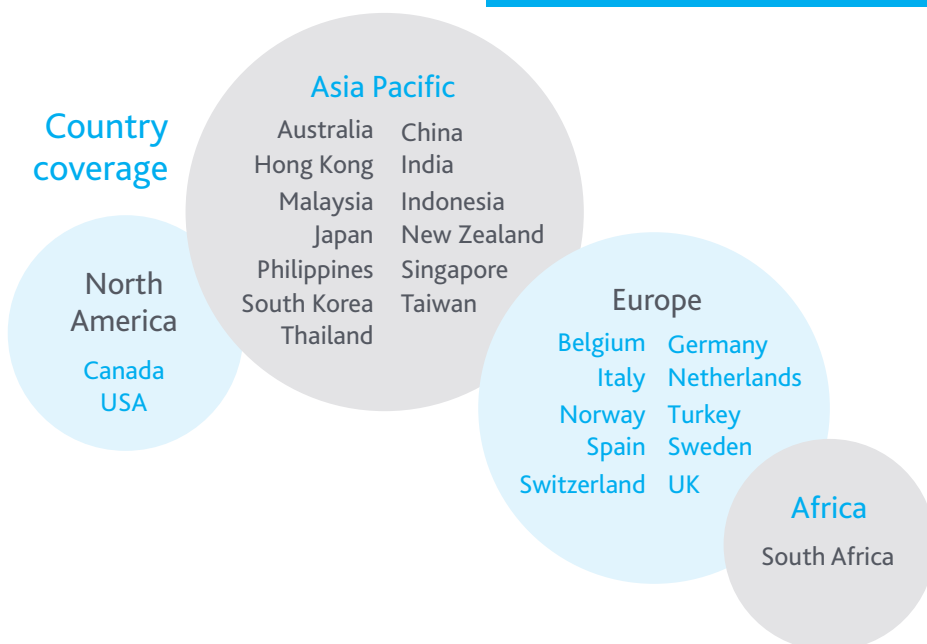 Country
coverage
North
America
Canada
USA
Asia Pacific
Australia China
Hong Kong India
Malaysia Indonesia
Japan New Zealand
Philippines Singapore
South Korea Taiwan
Thailand
Europe
Belgium Germany
Italy Netherlands
Norway Turkey
Spain Sweden
Switzerland UK
Africa
South Africa